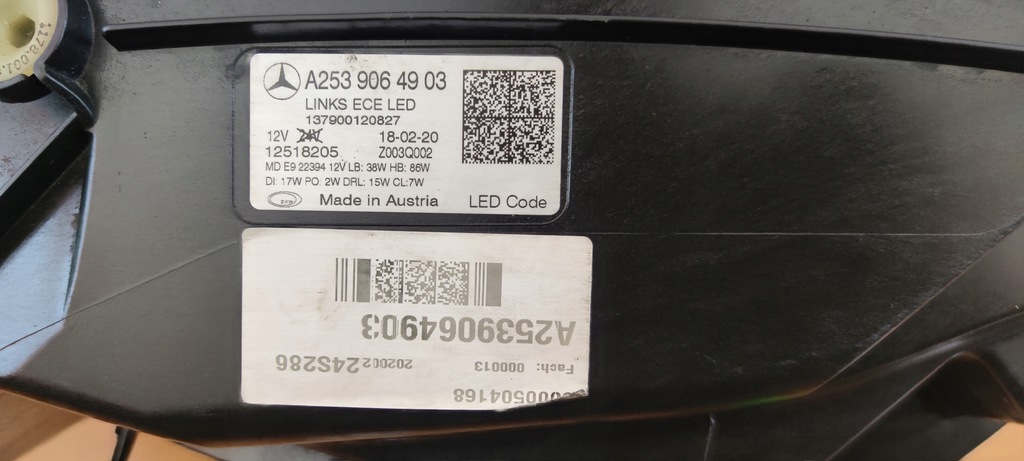 A253 906 49 03
LINKS ECE LED
137900120827
12V 24V 18-02-20
12518205 Z003Q002
MD E9 22394 12V LB: 38W HB: 86W
DI: 17W PO: 2W DRL: 15W CL:7W
ZKW Made in Austria LED Code
A2539064903
202002 24S286
Fach: 000013